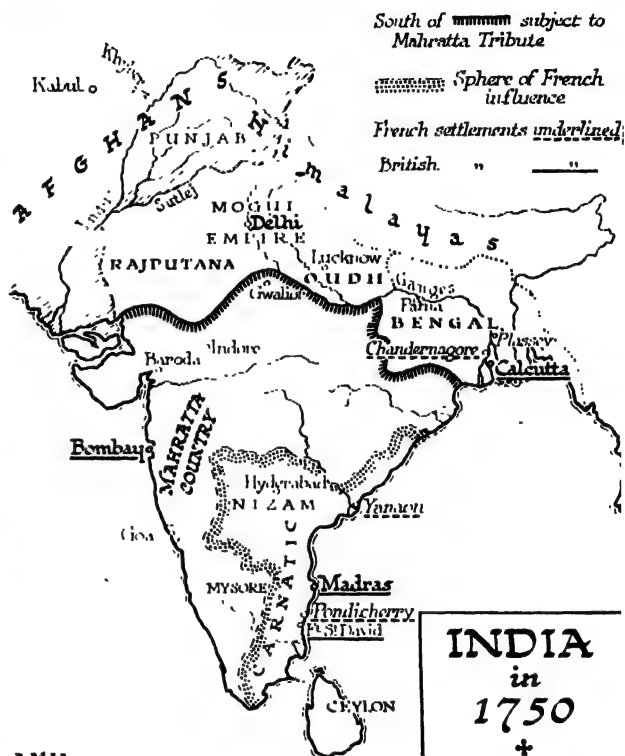 South of subject to
Mahratta Tribute
Sphere of French
influence
French settlements underlined
British " "
Kabul
Khyber
AFGHANS
PUNJAB
Himalayas
Indus
Sutlej
MOGUL
Delhi
EMPIRE
RAJPUTANA
Lucknow
OUDH
Gwalior
Ganges
Patna
BENGAL
Plassey
Chandernagore
Calcutta
Indore
Baroda
MAHRATTA
COUNTRY
Bombay
Hyderabad
NIZAM
Yanaon
Goa
CARNATIC
MYSORE
Madras
Pondicherry
Ft. St David
CEYLON
INDIA
in
1750